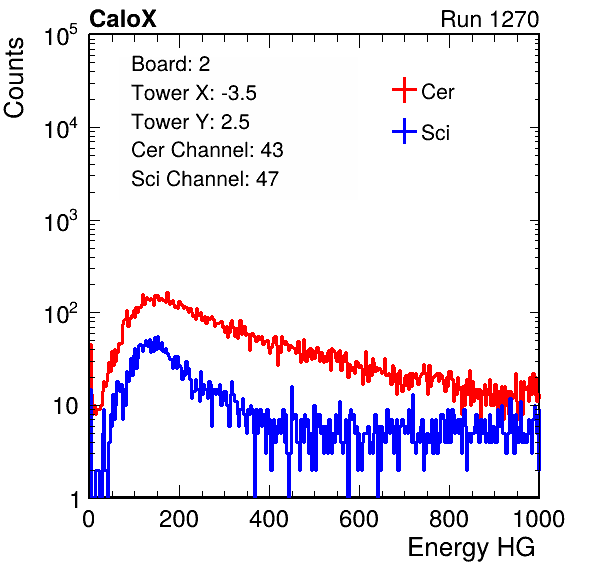 CaloX Run 1270
Counts
10^5
10^4
10^3
10^2
10
1
Board: 2
Tower X: -3.5
Tower Y: 2.5
Cer Channel: 43
Sci Channel: 47
Cer
Sci
0 200 400 600 800 1000
Energy HG